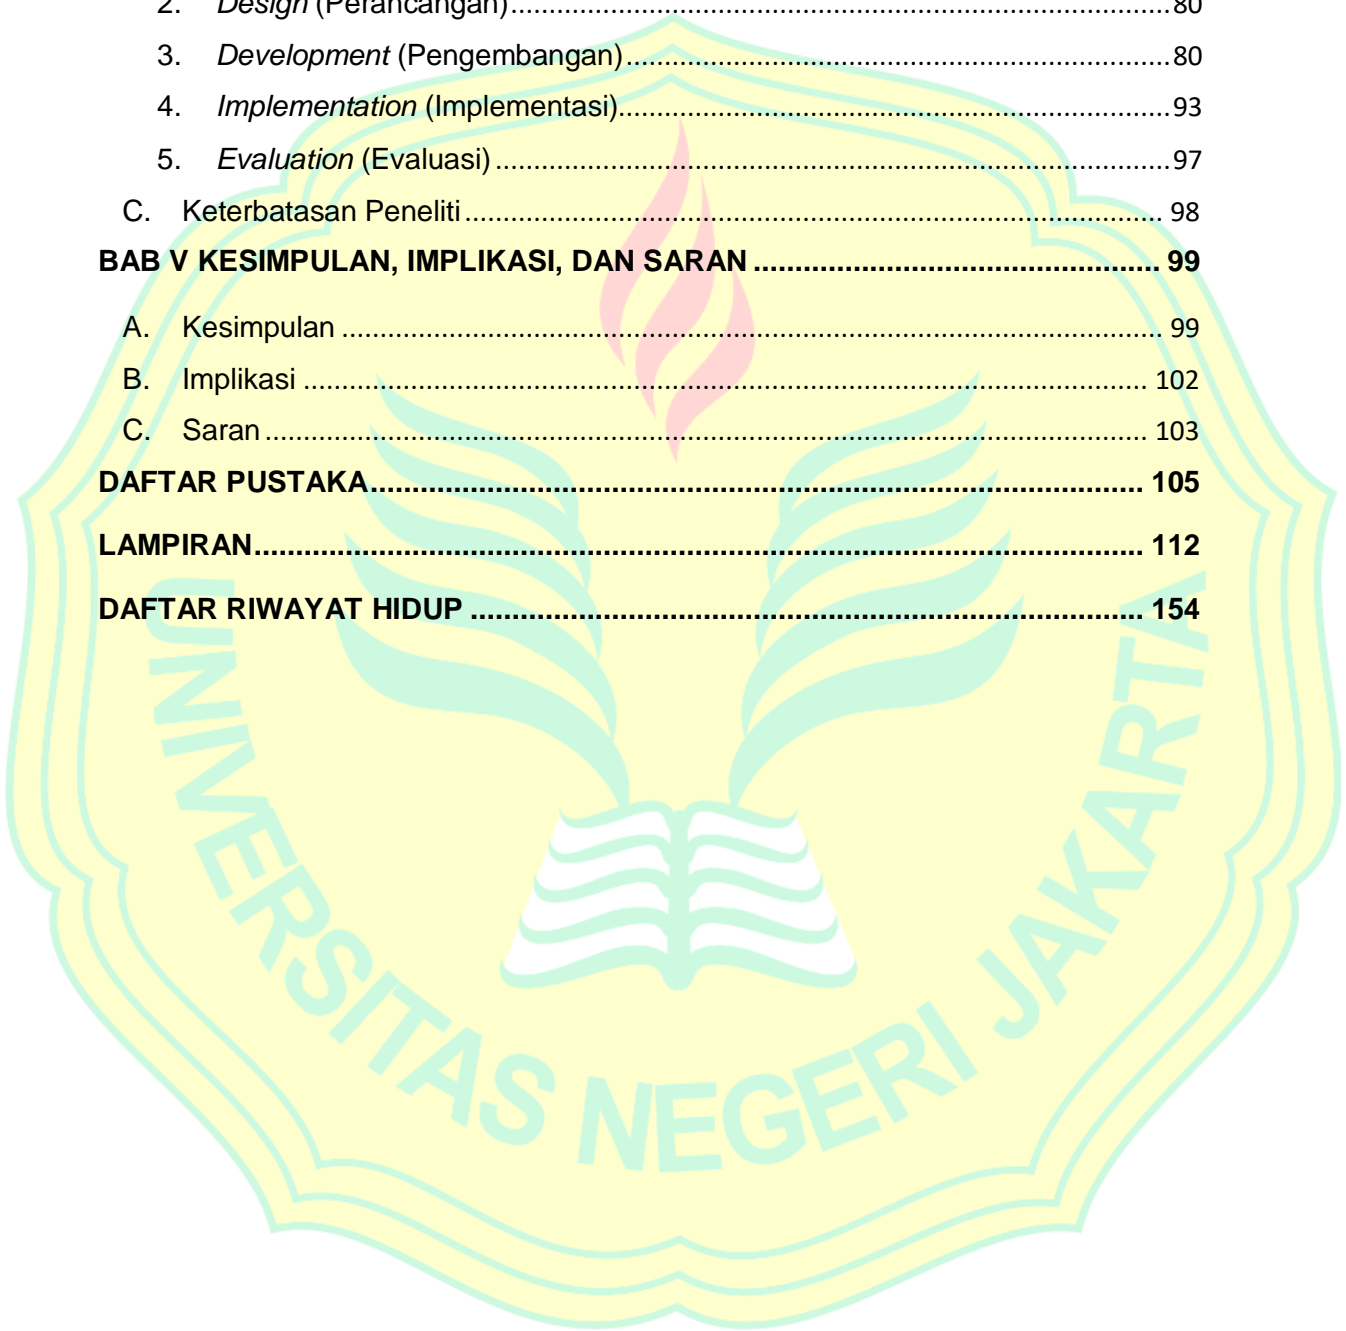 2. Design (Perancangan)........................................................................................80
3. Development (Pengembangan)........................................................................80
4. Implementation (Implementasi).........................................................................93
5. Evaluation (Evaluasi)..........................................................................................97
C. Keterbatasan Peneliti............................................................................................. 98
BAB V KESIMPULAN, IMPLIKASI, DAN SARAN................................................. 99
A. Kesimpulan............................................................................................................. 99
B. Implikasi................................................................................................................ 102
C. Saran..................................................................................................................... 103
DAFTAR PUSTAKA.............................................................................................. 105
LAMPIRAN............................................................................................................ 112
DAFTAR RIWAYAT HIDUP.................................................................................. 154
UNIVERSITAS NEGERI JAKARTA